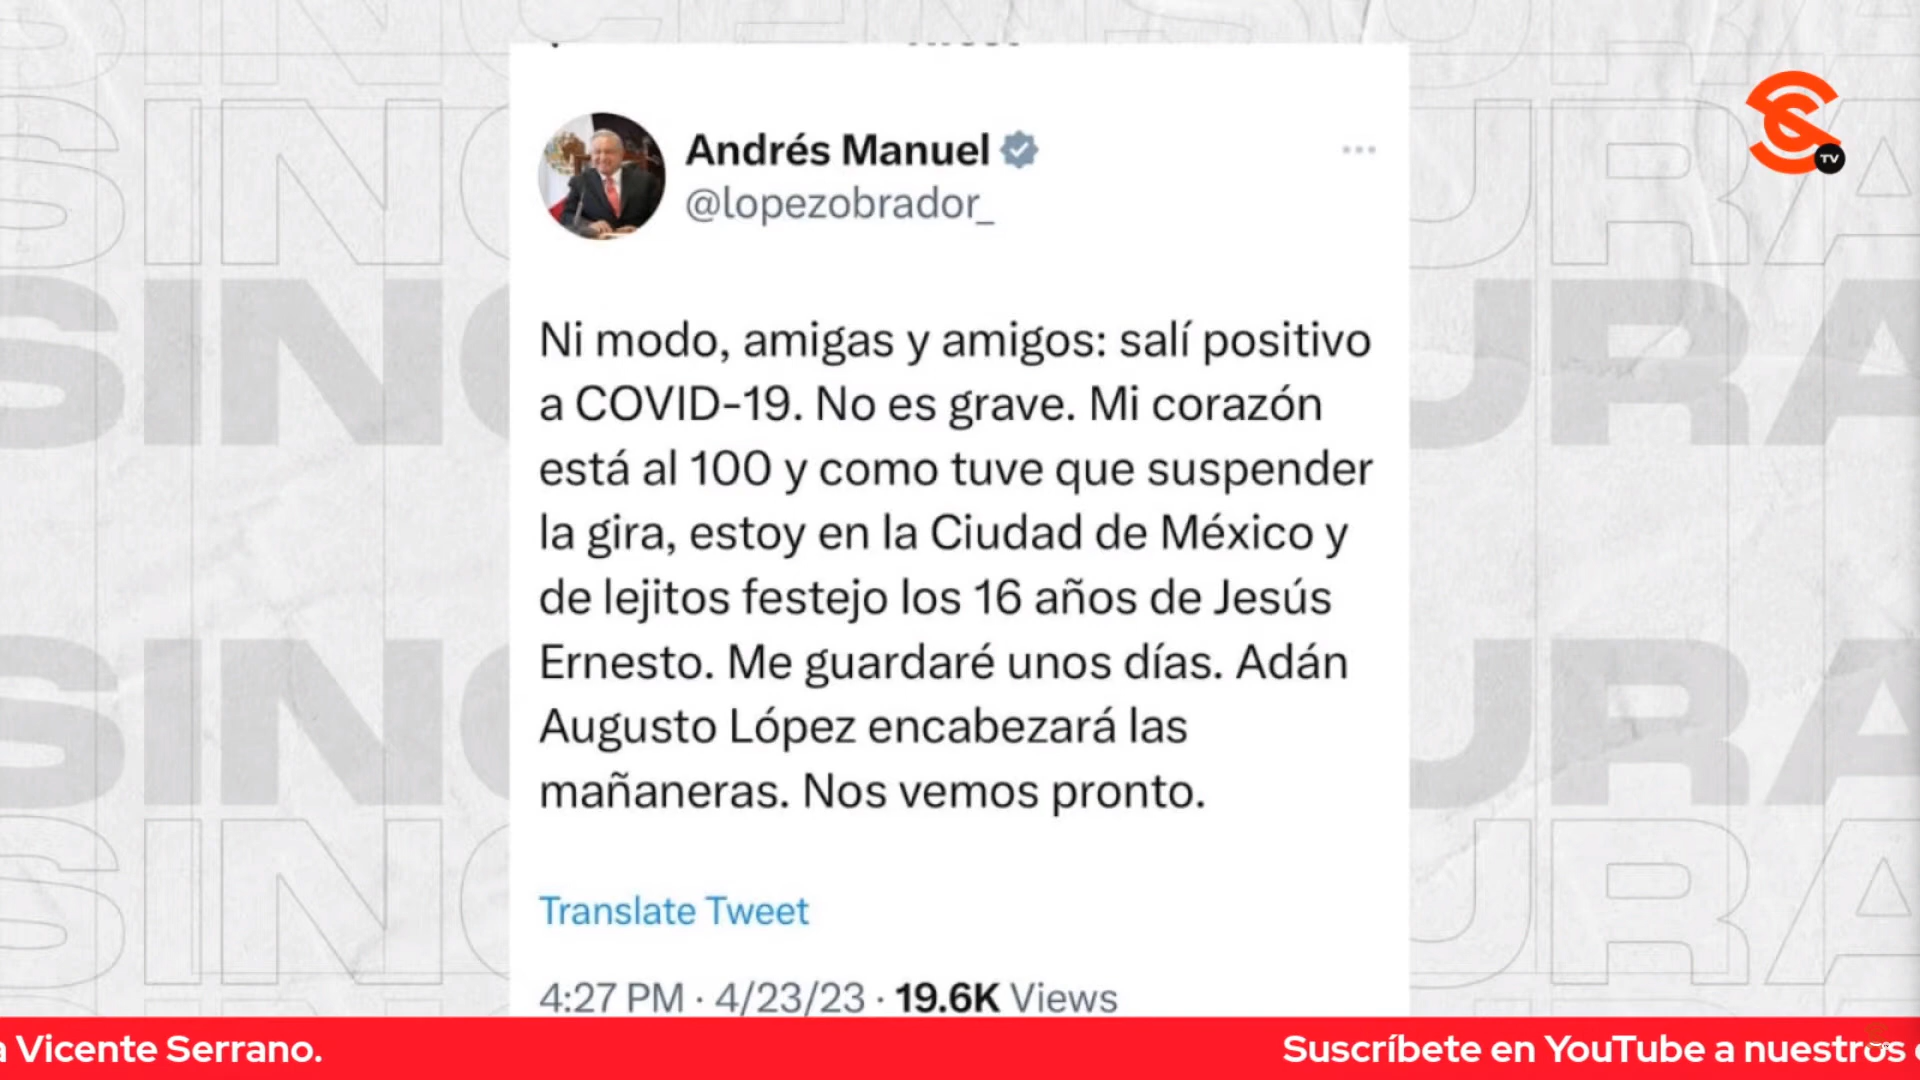 Andrés Manuel
@lopezobrador_
TV
Ni modo, amigas y amigos: salí positivo
a COVID-19. No es grave. Mi corazón
está al 100 y como tuve que suspender
la gira, estoy en la Ciudad de México y
de lejitos festejo los 16 años de Jesús
Ernesto. Me guardaré unos días. Adán
Augusto López encabezará las
mañaneras. Nos vemos pronto.
Translate Tweet
4:27 PM · 4/23/23 · 19.6K Views
a Vicente Serrano.
Suscríbete en YouTube a nuestros